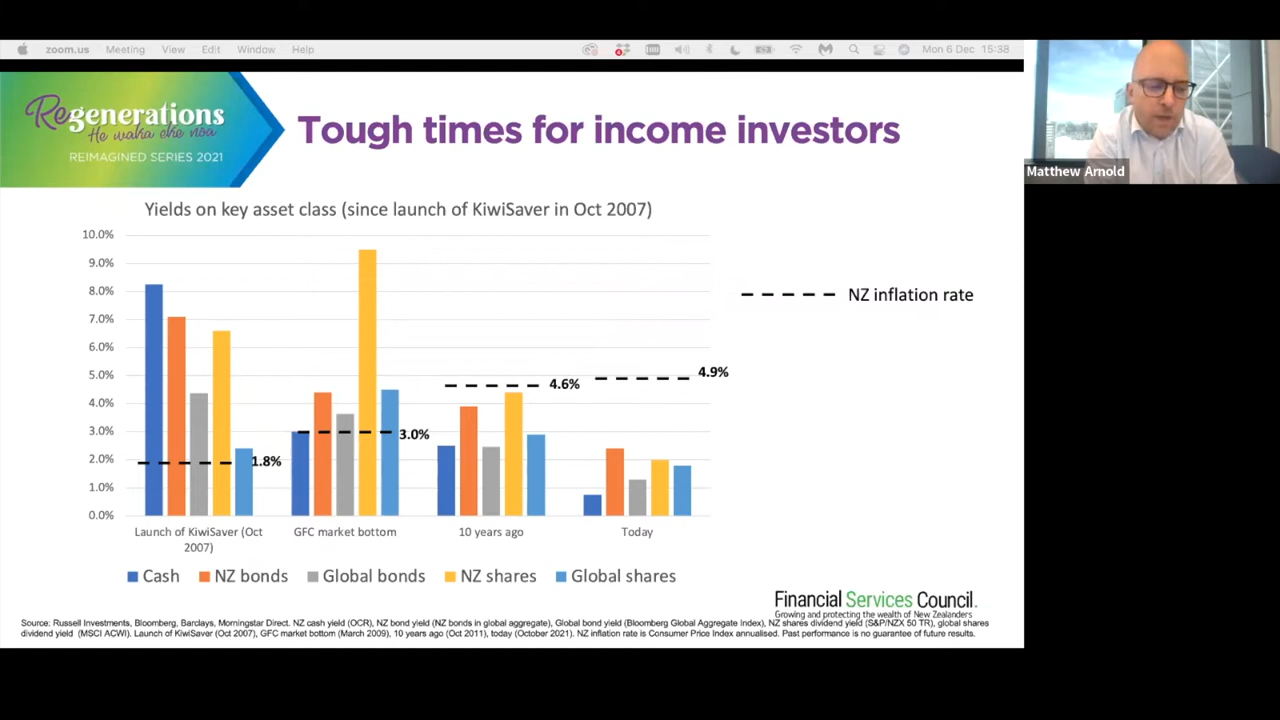 zoom.us Meeting View Edit Window Help Mon 6 Dec 15:38
Regenerations
He waka eke noa
REIMAGINED SERIES 2021
Tough times for income investors
Matthew Arnold
Yields on key asset class (since launch of KiwiSaver in Oct 2007)
10.0%
9.0%
8.0%
7.0%
6.0%
5.0%
4.0%
3.0%
2.0%
1.0%
0.0%
1.8%
3.0%
4.6%
4.9%
NZ inflation rate
Launch of KiwiSaver (Oct
2007)
GFC market bottom
10 years ago
Today
Cash NZ bonds Global bonds NZ shares Global shares
Financial Services Council.
Growing and protecting the wealth of New Zealanders
Source: Russell Investments, Bloomberg, Barclays, Morningstar Direct. NZ cash yield (OCR), NZ bond yield (NZ bonds in global aggregate), Global bond yield (Bloomberg Global Aggregate Index), NZ shares dividend yield (S&P/NZX 50 TR), global shares
dividend yield (MSCI ACWI). Launch of KiwiSaver (Oct 2007), GFC market bottom (March 2009), 10 years ago (Oct 2011), today (October 2021). NZ inflation rate is Consumer Price Index annualised. Past performance is no guarantee of future results.